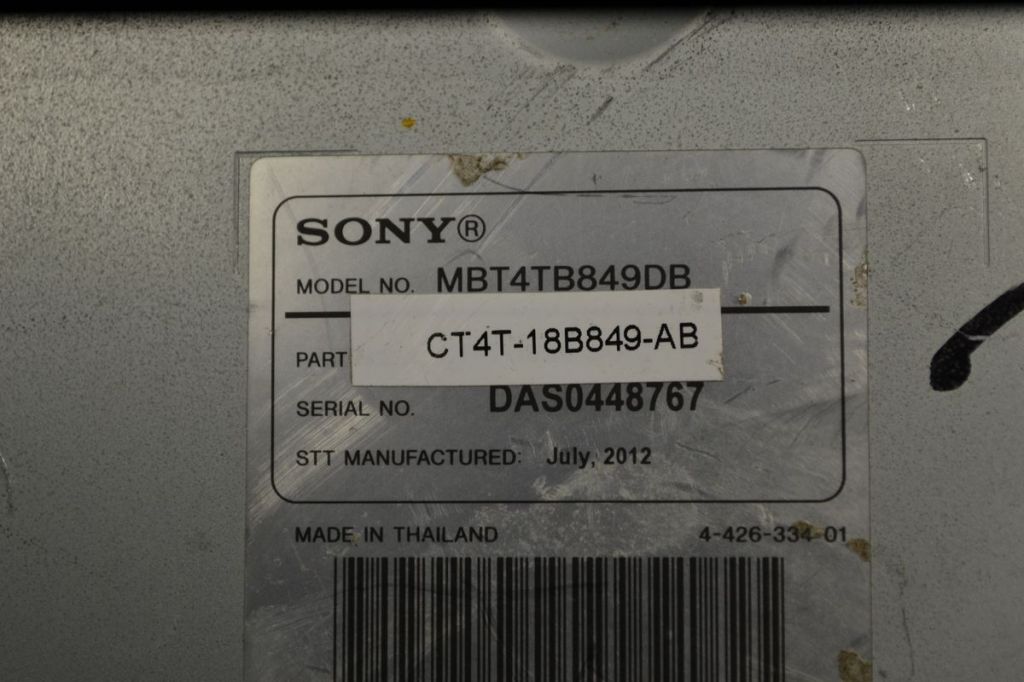 SONY®
MODEL NO. MBT4TB849DB
PART CT4T-18B849-AB
SERIAL NO. DAS0448767
STT MANUFACTURED: July, 2012
MADE IN THAILAND 4-426-334-01